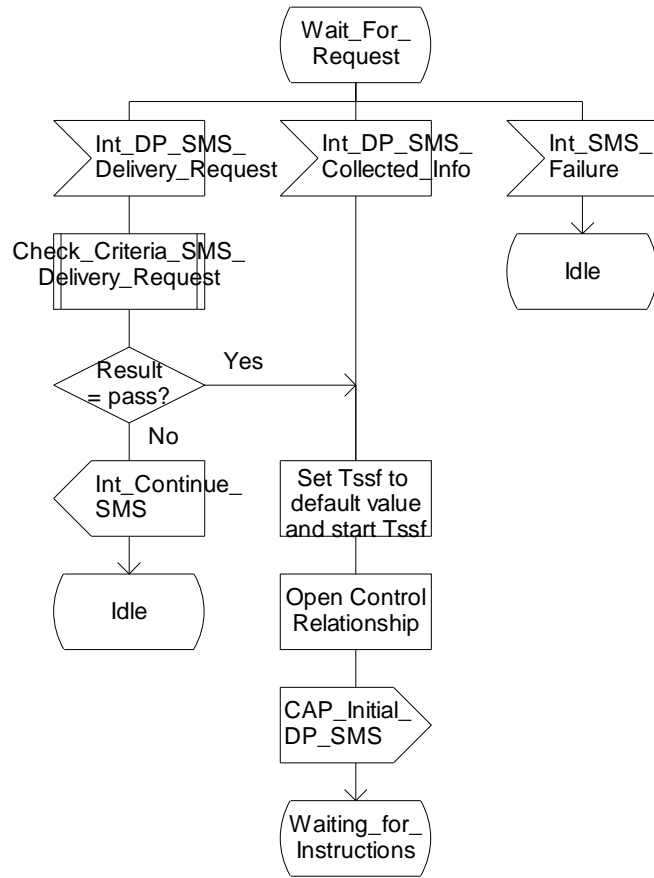 Wait_For_
Request
Int_DP_SMS_
Delivery_Request
Int_DP_SMS_
Collected_Info
Int_SMS_
Failure
Check_Criteria_SMS_
Delivery_Request
Idle
Result
= pass?
Yes
No
Int_Continue_
SMS
Set Tssf to
default value
and start Tssf
Idle
Open Control
Relationship
CAP_Initial_
DP_SMS
Waiting_for_
Instructions